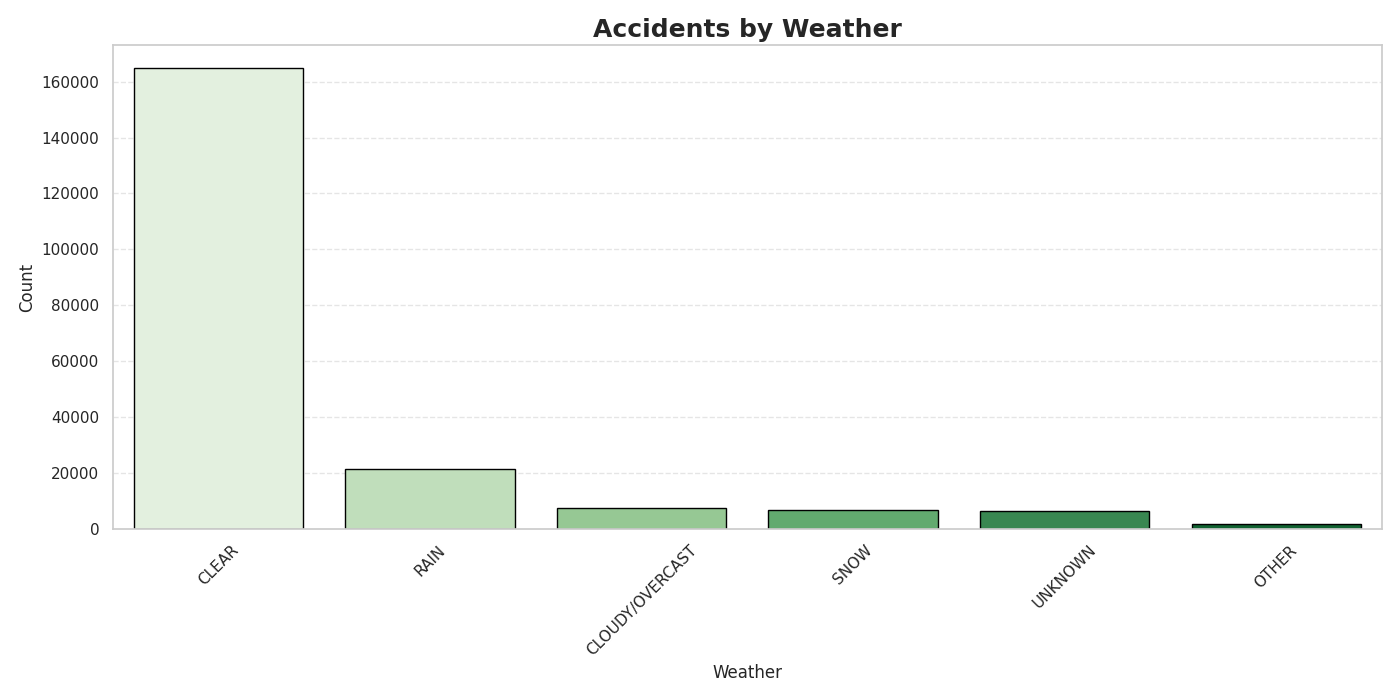 Accidents by Weather
160000
140000
120000
100000
80000
60000
40000
20000
0
Count
CLEAR
RAIN
CLOUDY/OVERCAST
SNOW
UNKNOWN
OTHER
Weather